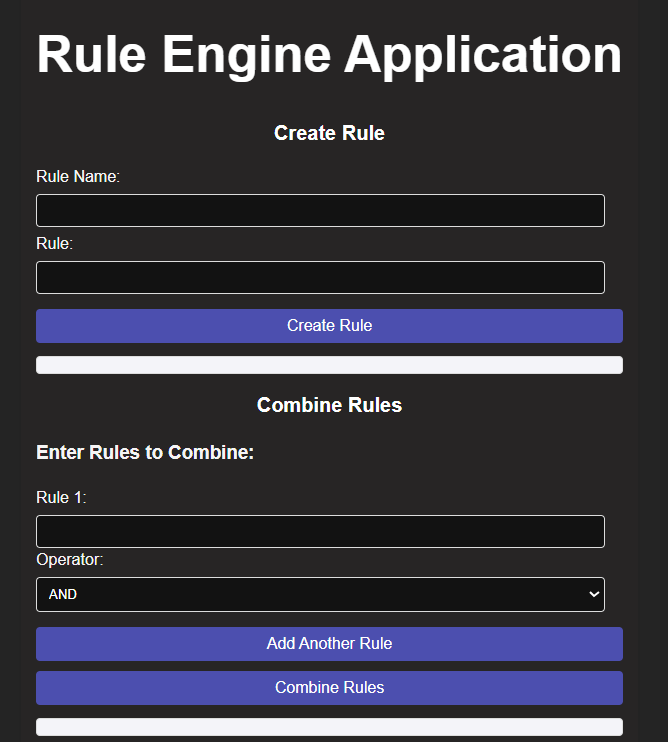 Rule Engine Application
Create Rule
Rule Name:
Rule:
Create Rule
Combine Rules
Enter Rules to Combine:
Rule 1:
Operator:
AND
Add Another Rule
Combine Rules